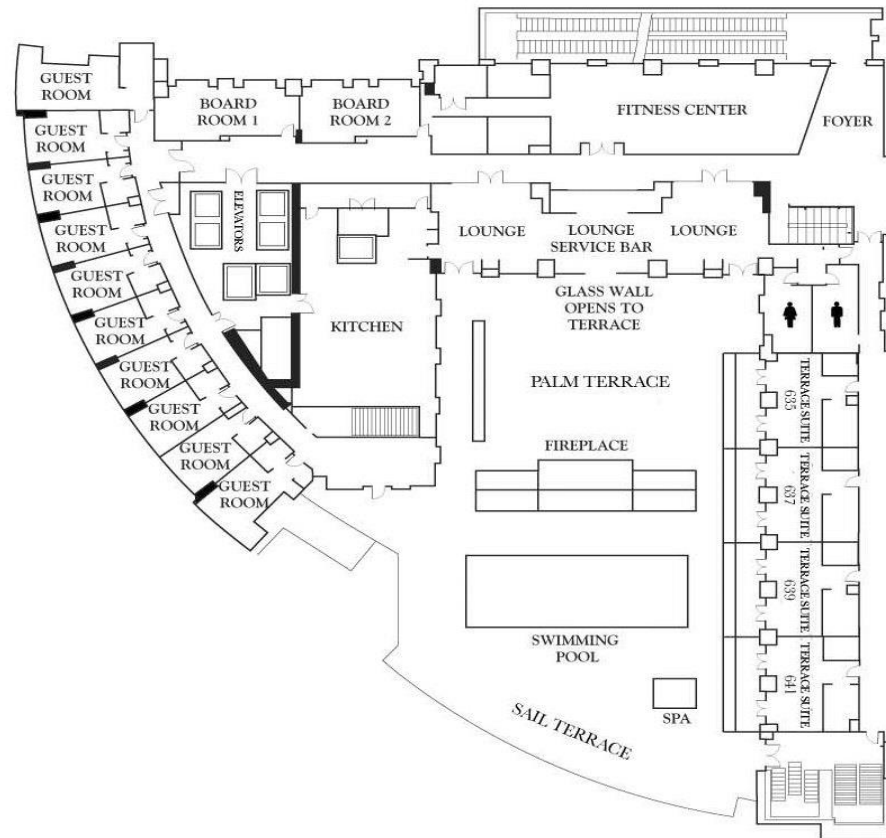 GUEST
ROOM
BOARD
ROOM 1
BOARD
ROOM 2
FITNESS CENTER
FOYER
GUEST
ROOM
GUEST
ROOM
GUEST
ROOM
GUEST
ROOM
GUEST
ROOM
GUEST
ROOM
GUEST
ROOM
GUEST
ROOM
GUEST
ROOM
ELEVATORS
LOUNGE
LOUNGE
SERVICE BAR
LOUNGE
KITCHEN
GLASS WALL
OPENS TO
TERRACE
PALM TERRACE
FIREPLACE
SWIMMING
POOL
SPA
SAIL TERRACE
TERRACE SUITE
635
TERRACE SUITE
637
TERRACE SUITE
639
TERRACE SUITE
641